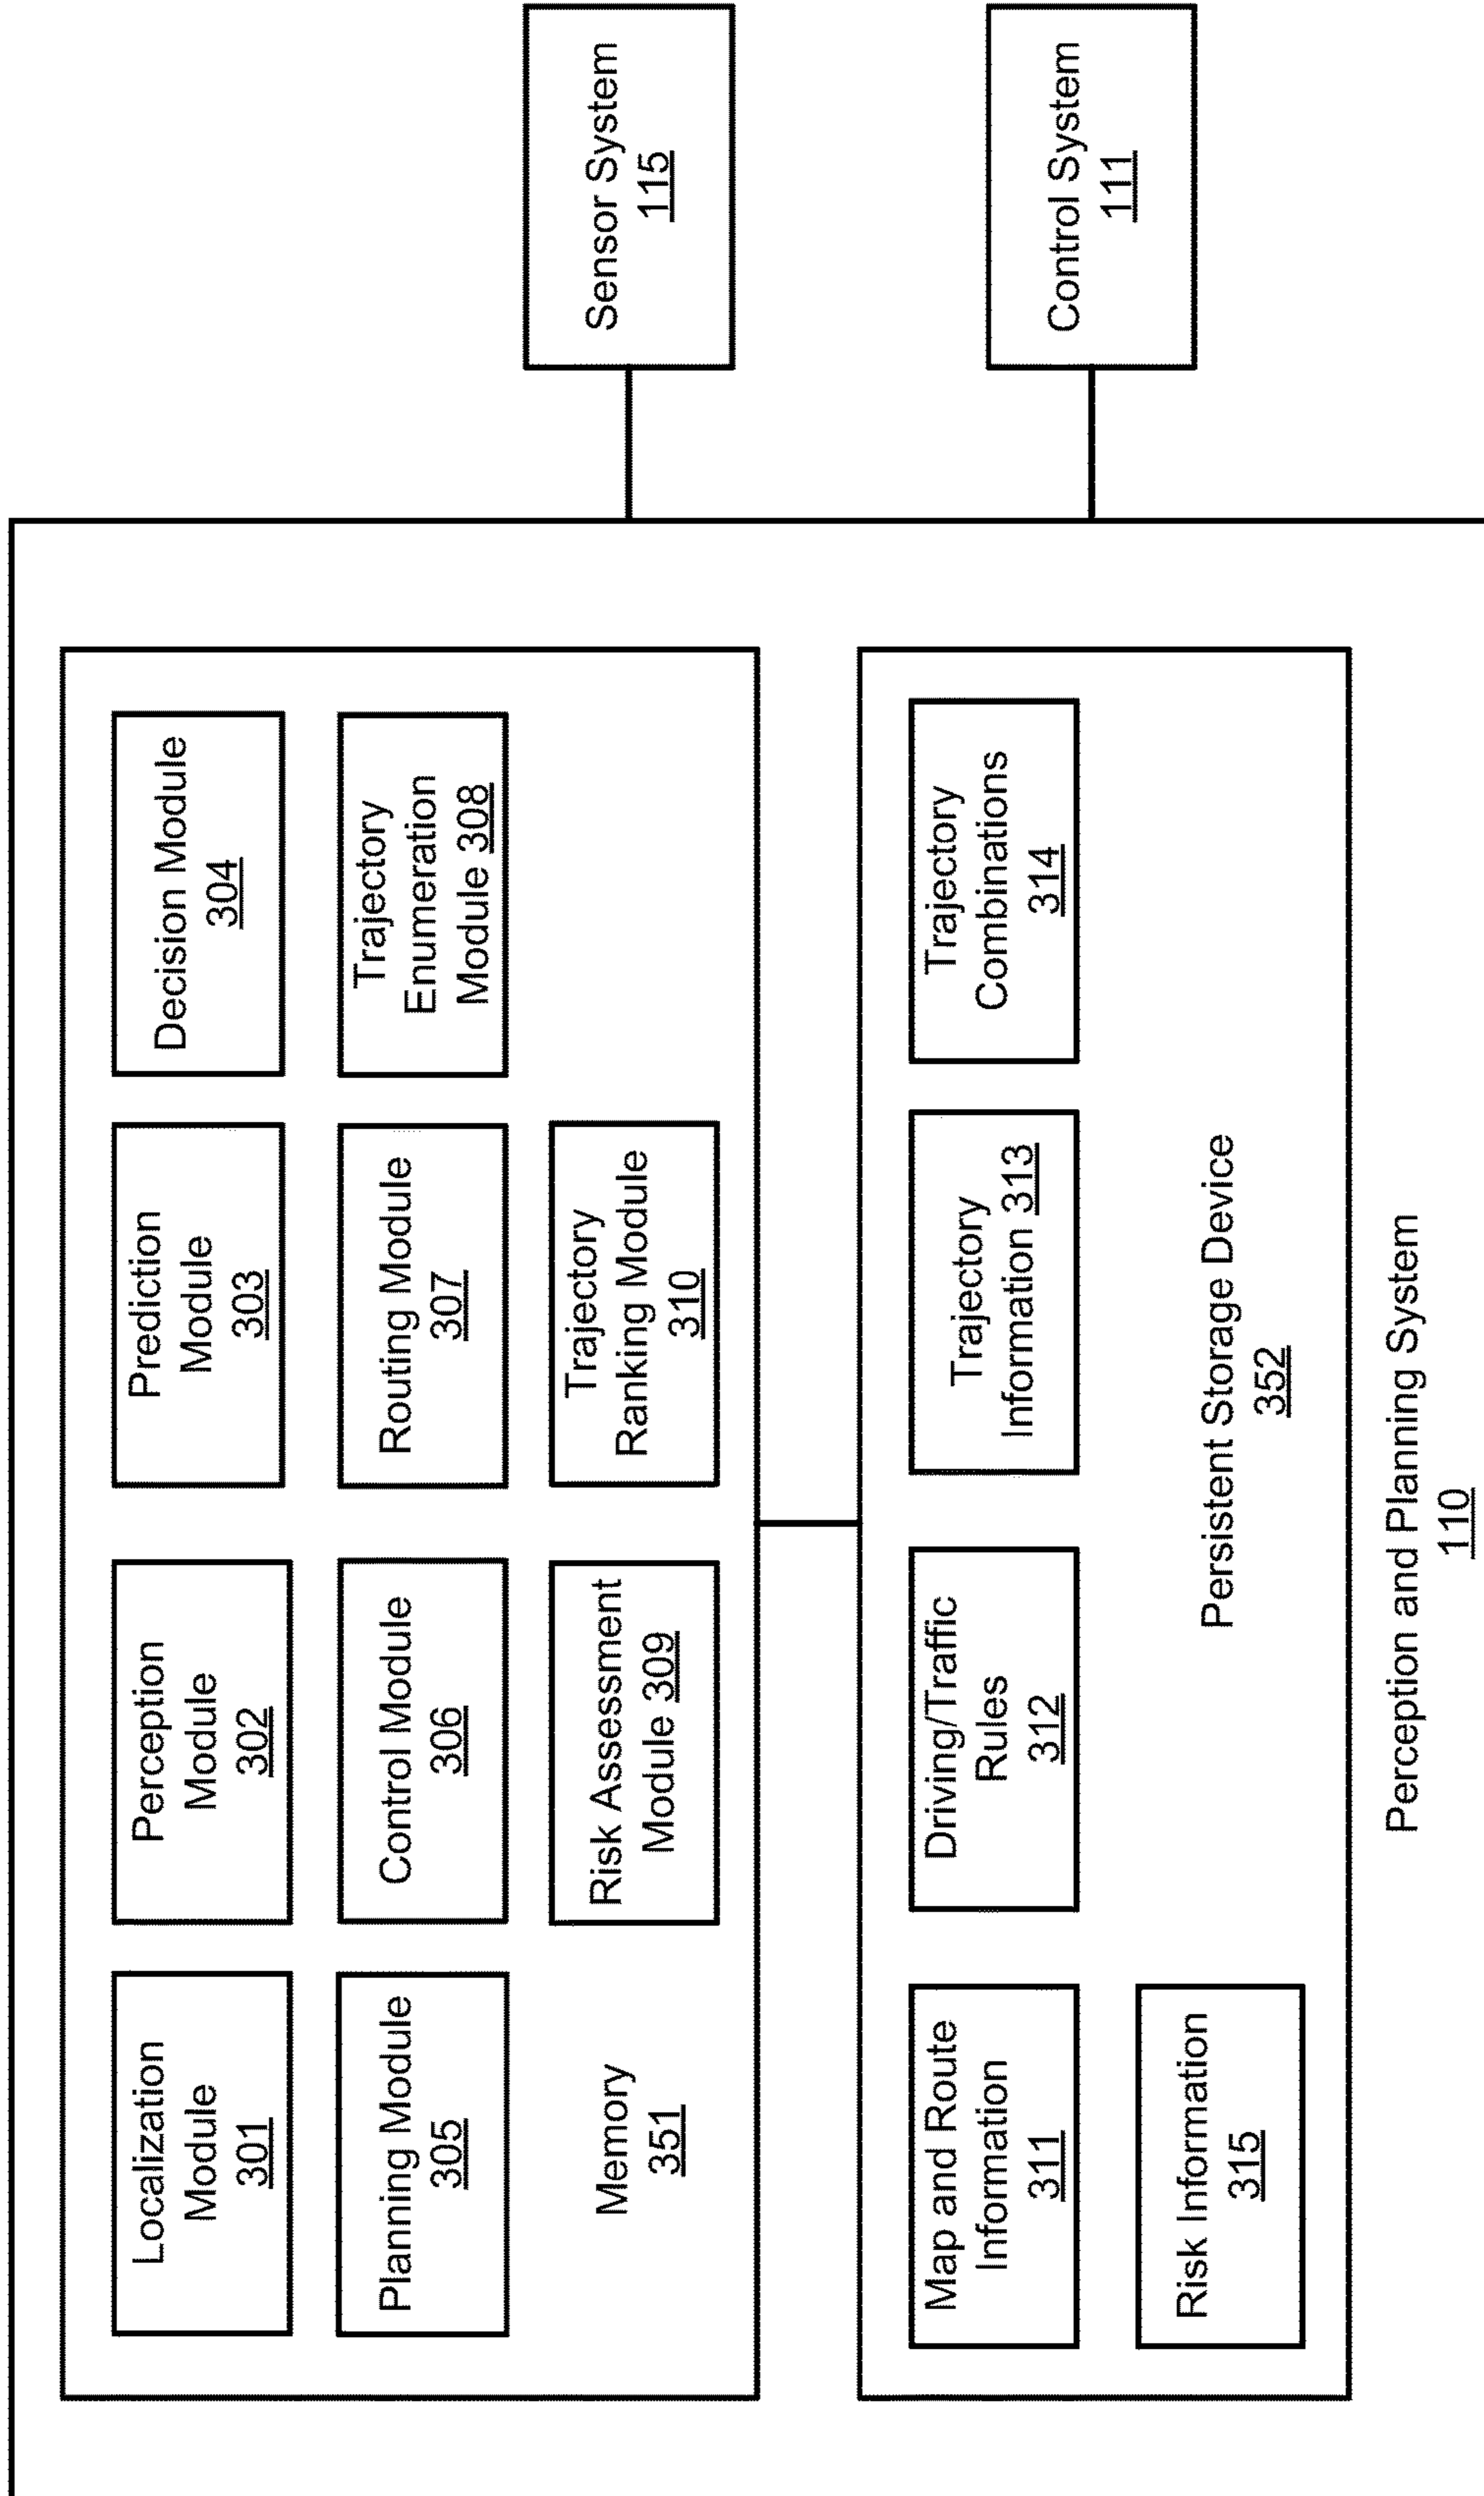 Localization
Module
301
Perception
Module
302
Prediction
Module
303
Decision Module
304
Planning Module
305
Control Module
306
Routing Module
307
Trajectory
Enumeration
Module 308
Memory
351
Risk Assessment
Module 309
Trajectory
Ranking Module
310
Sensor System
115
Map and Route
Information
311
Driving/Traffic
Rules
312
Trajectory
Information 313
Trajectory
Combinations
314
Risk Information
315
Persistent Storage Device
352
Control System
111
Perception and Planning System
110